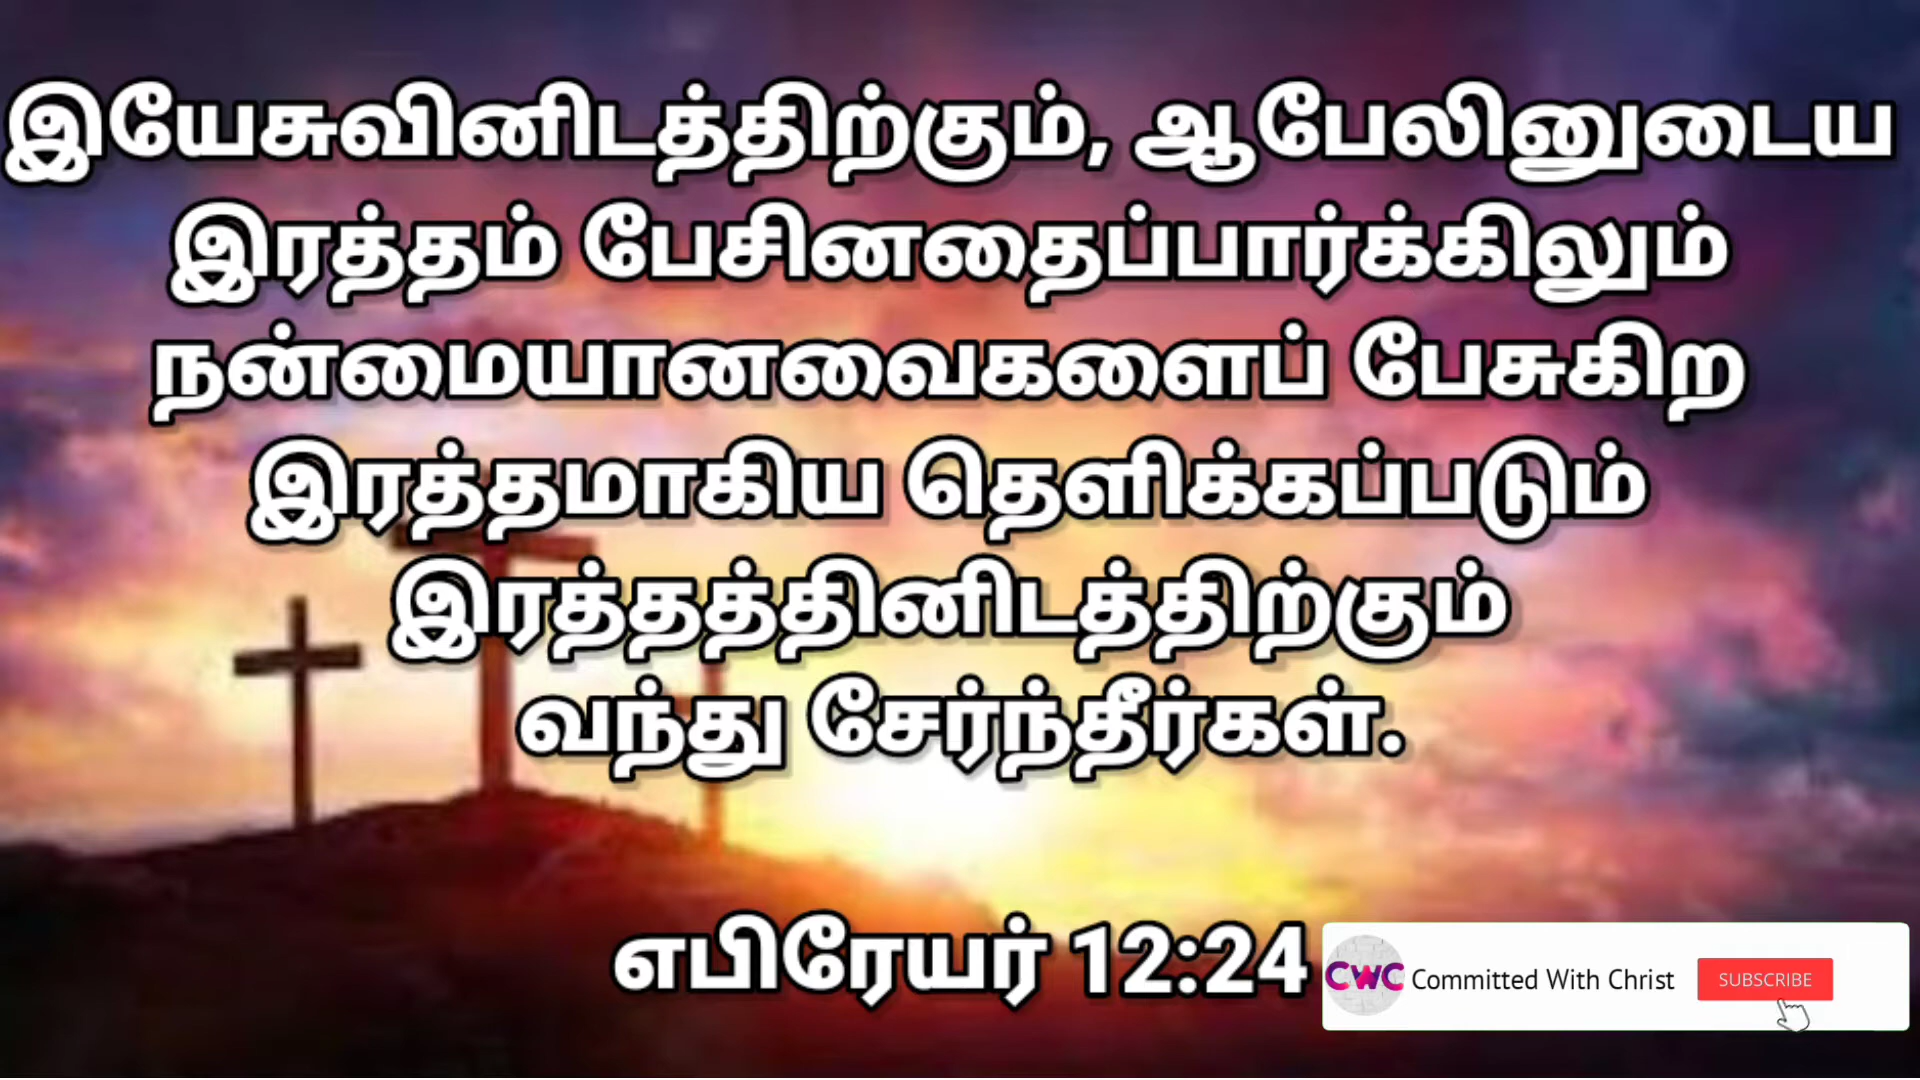 இயேசுவினிடத்திற்கும், ஆபேலினுடைய
இரத்தம் பேசினதைப்பார்க்கிலும்
நன்மையானவைகளைப் பேசுகிற
இரத்தமாகிய தெளிக்கப்படும்
இரத்தத்தினிடத்திற்கும்
வந்து சேர்ந்தீர்கள்.
எபிரேயர் 12:24
CWC Committed With Christ SUBSCRIBE